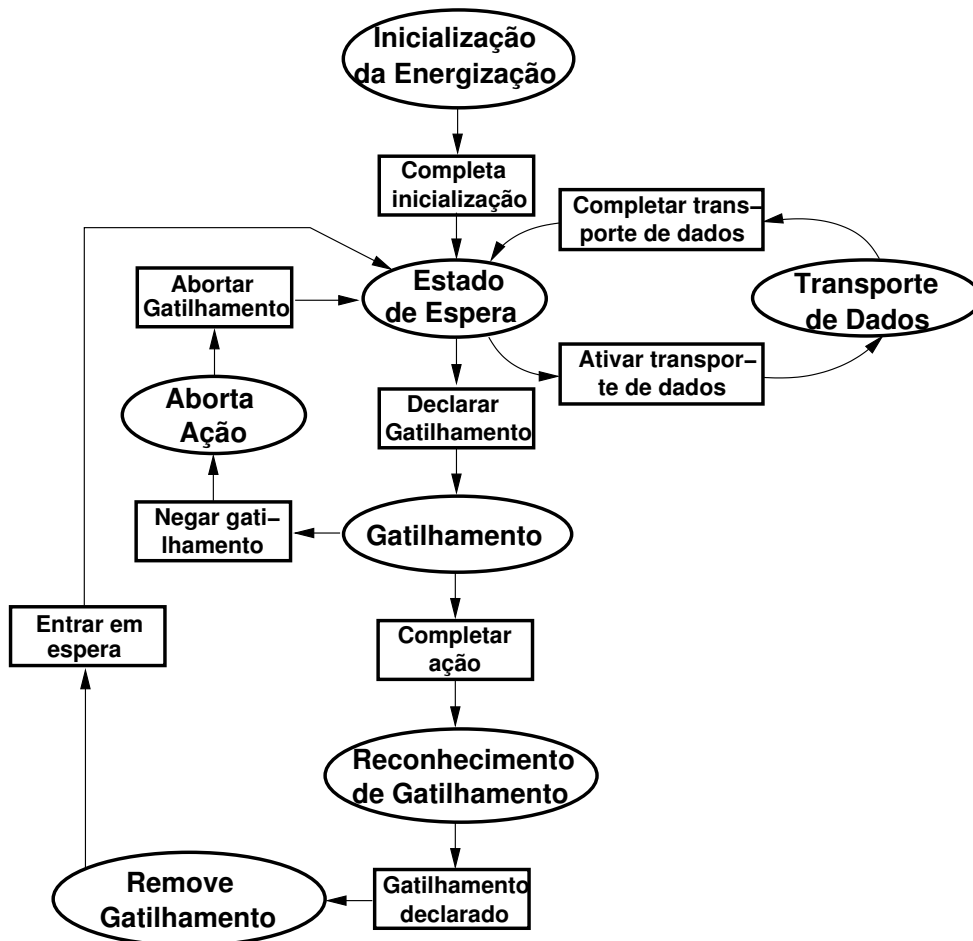 Inicialização
da Energização
Completa
inicialização
Completar trans-
porte de dados
Estado
de Espera
Transporte
de Dados
Abortar
Gatilhamento
Ativar transpor-
te de dados
Aborta
Ação
Declarar
Gatilhamento
Negar gati-
lhamento
Gatilhamento
Entrar em
espera
Completar
ação
Reconhecimento
de Gatilhamento
Remove
Gatilhamento
Gatilhamento
declarado